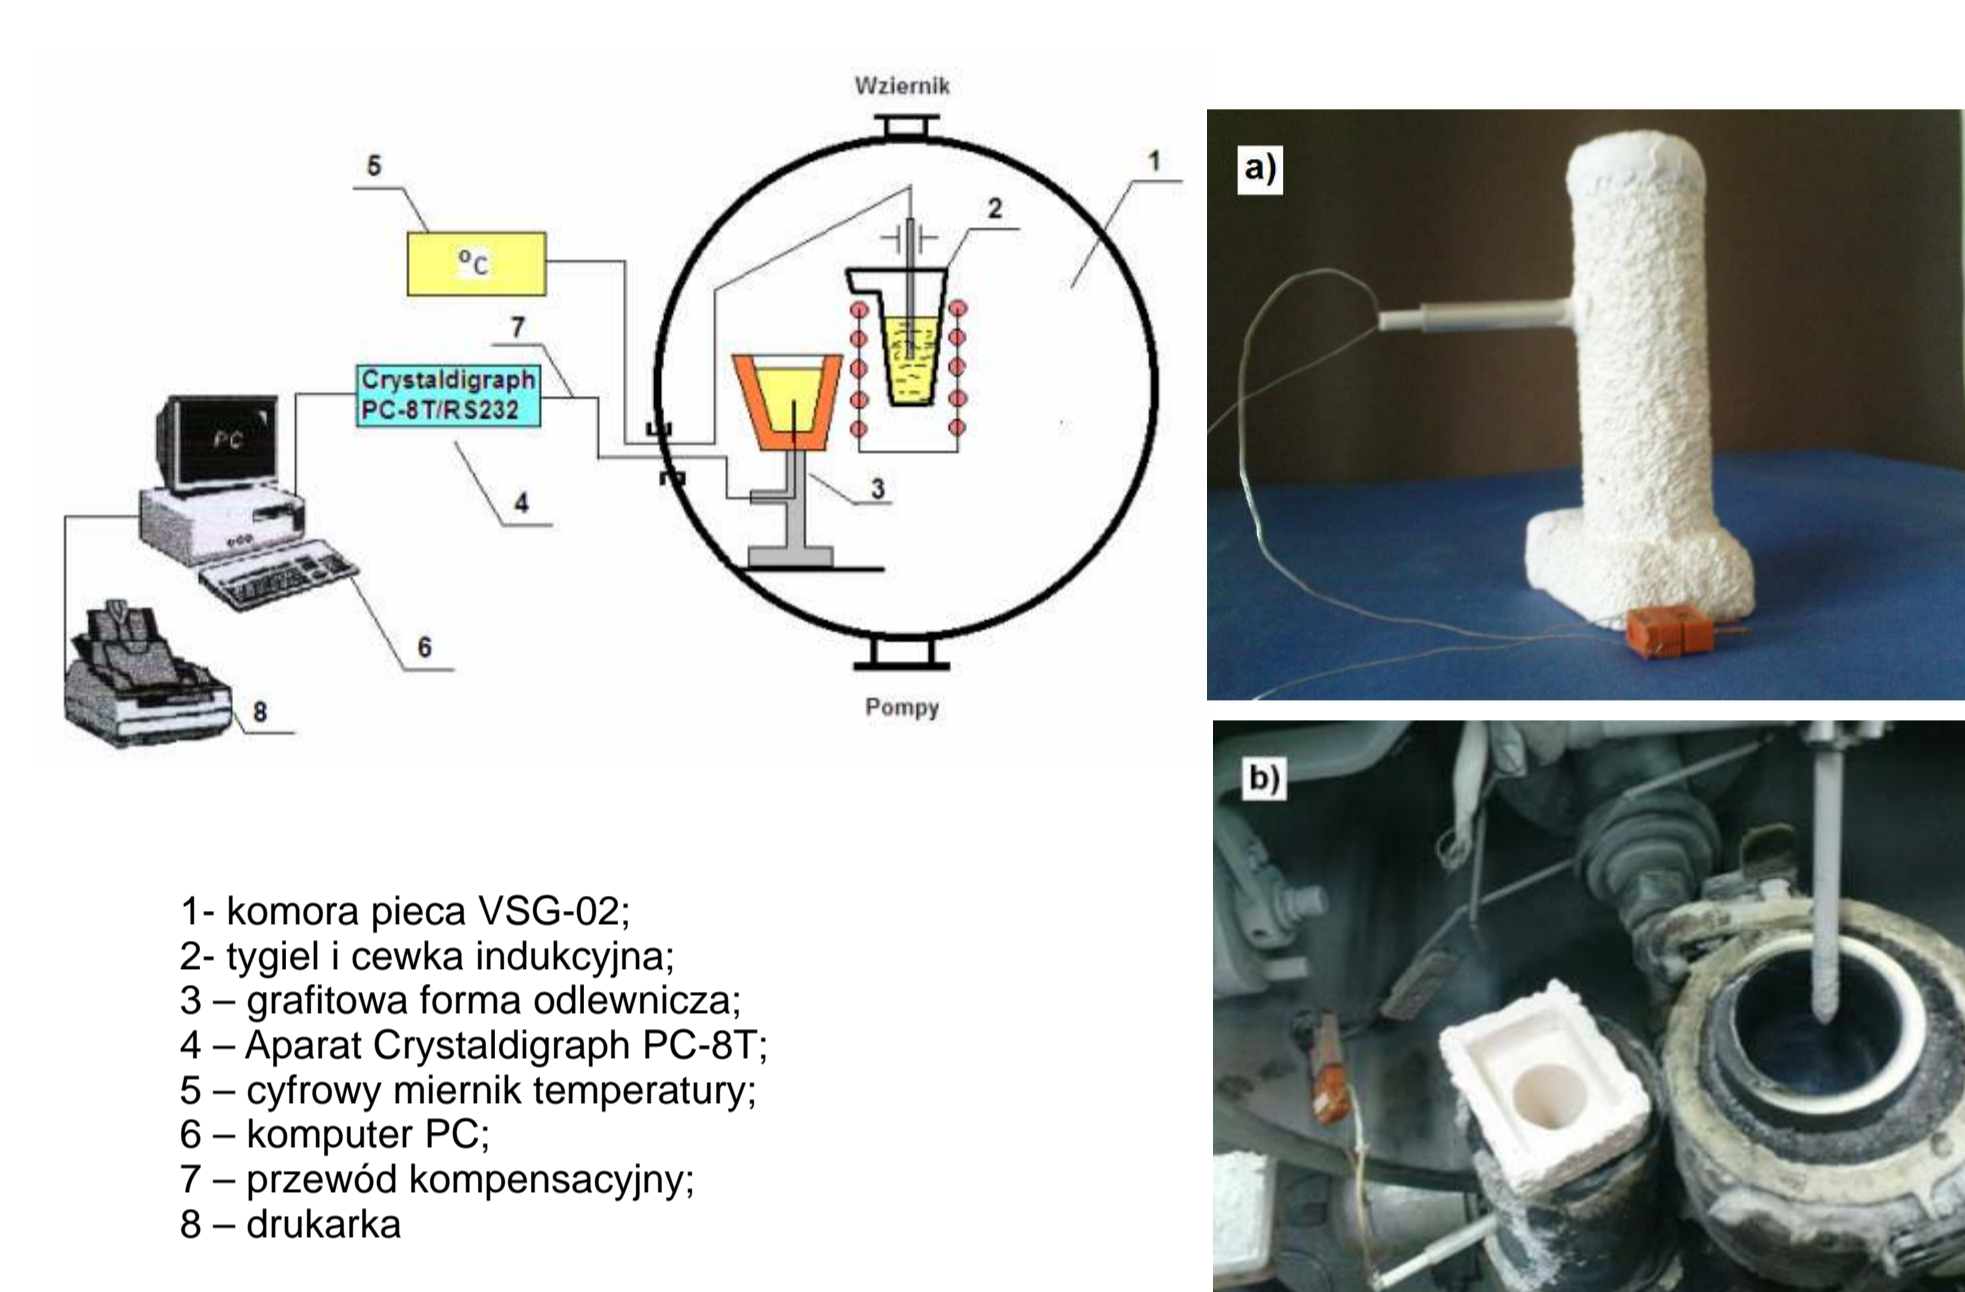 Wziernik
5
1
2
°C
7
Crystaldigraph
PC-8T/RS232
PC
3
4
6
8
Pompy
a)
b)
1- komora pieca VSG-02;
2- tygiel i cewka indukcyjna;
3 – grafitowa forma odlewnicza;
4 – Aparat Crystaldigraph PC-8T;
5 – cyfrowy miernik temperatury;
6 – komputer PC;
7 – przewód kompensacyjny;
8 – drukarka